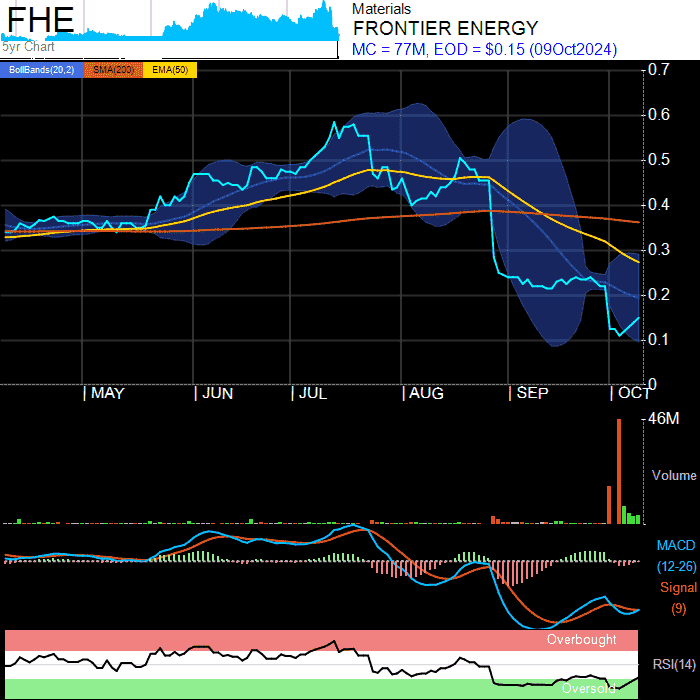 FHE
5yr Chart
Materials
FRONTIER ENERGY
MC = 77M, EOD = $0.15 (09Oct2024)
BollBands(20,2) SMA(200) EMA(50)
0.7
0.6
0.5
0.4
0.3
0.2
0.1
0
| MAY | JUN | JUL | AUG | SEP | OCT
46M
Volume
MACD
(12-26)
Signal
(9)
Overbought
RSI(14)
Oversold